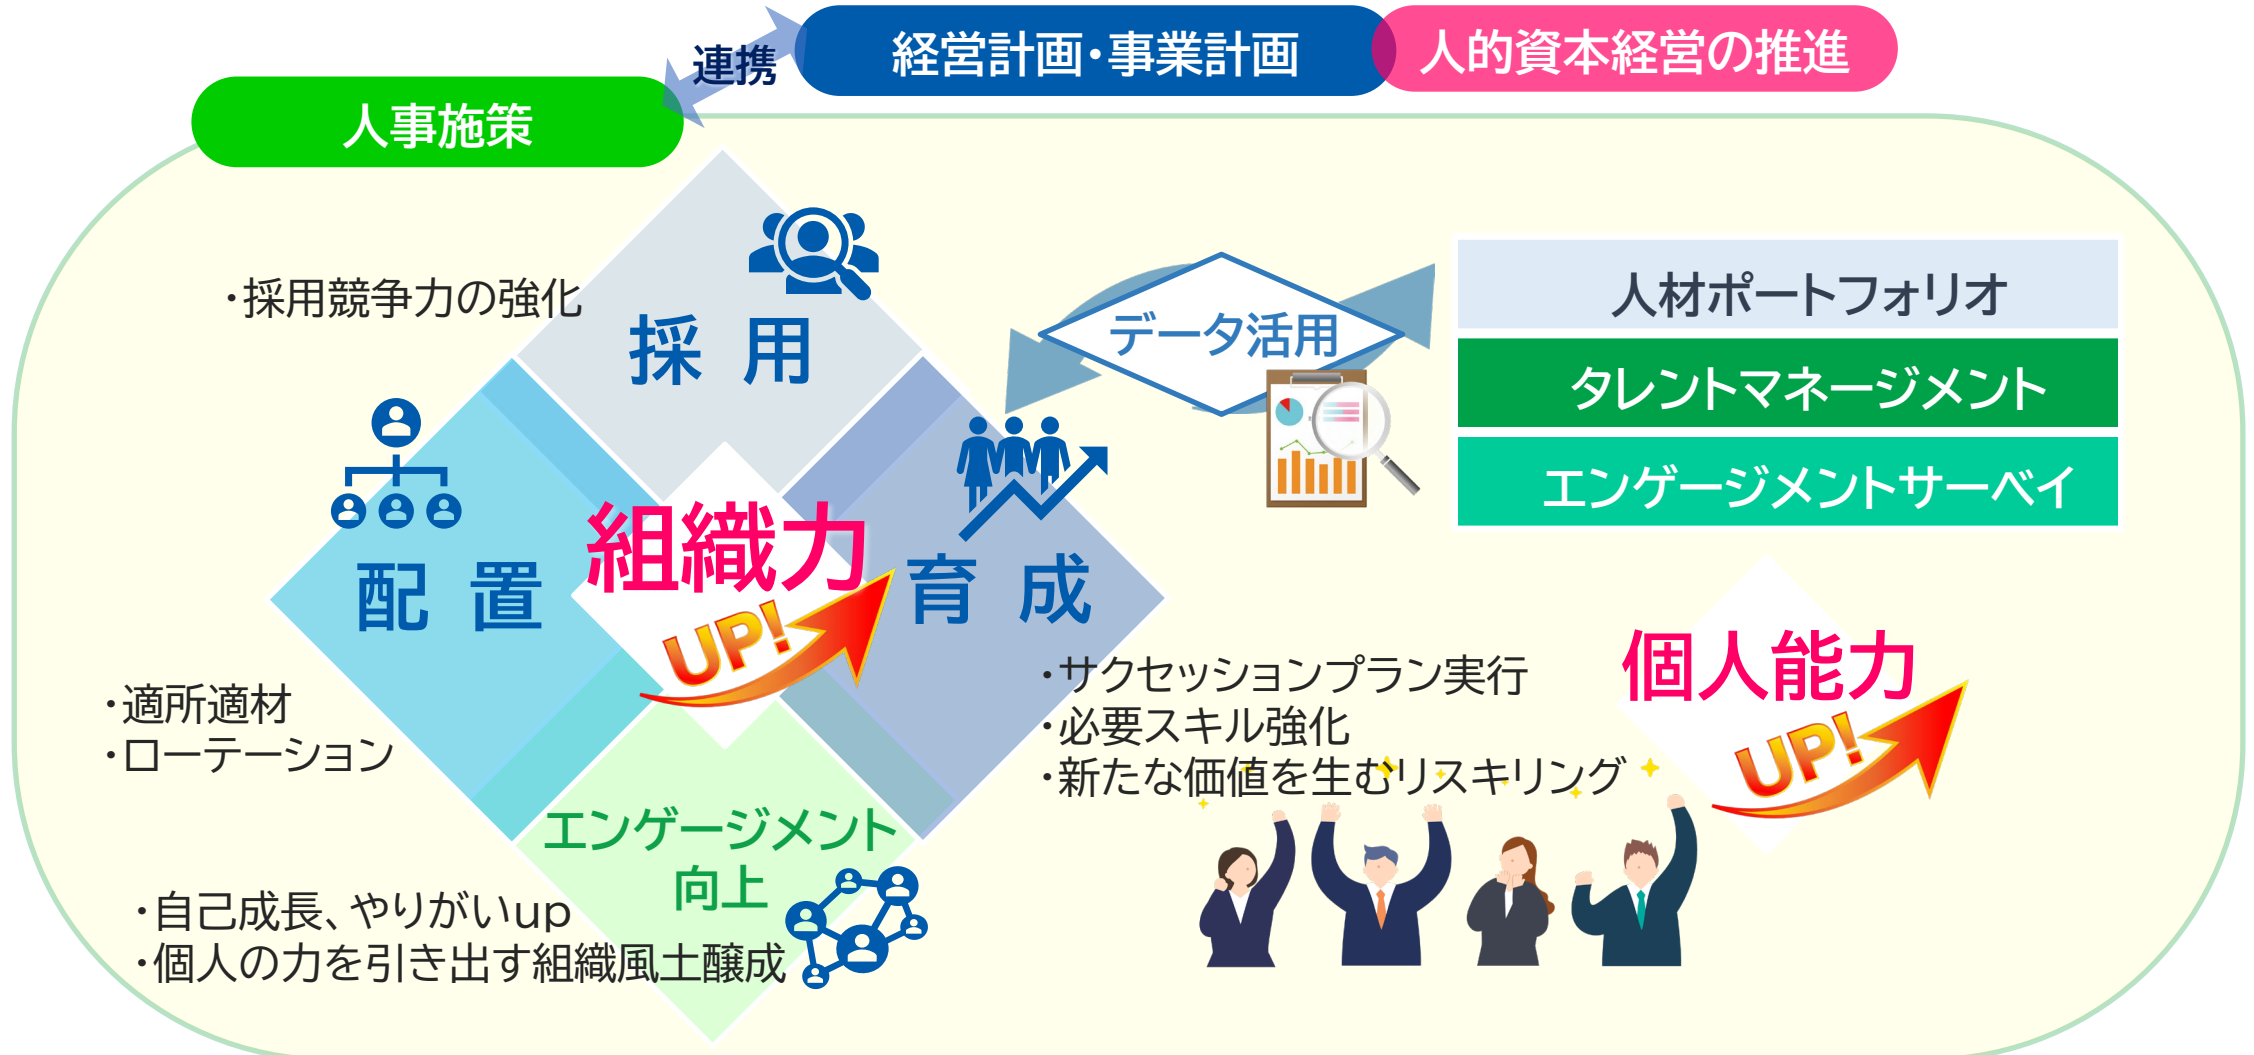 連携
経営計画・事業計画
人的資本経営の推進
人事施策
・採用競争力の強化
採 用
データ活用
人材ポートフォリオ
タレントマネージメント
エンゲージメントサーベイ
配 置
組織力
UP!
育 成
・適所適材
・ローテーション
・サクセッションプラン実行
・必要スキル強化
・新たな価値を生むリスキリング
個人能力
UP!
エンゲージメント
向上
・自己成長、やりがいup
・個人の力を引き出す組織風土醸成